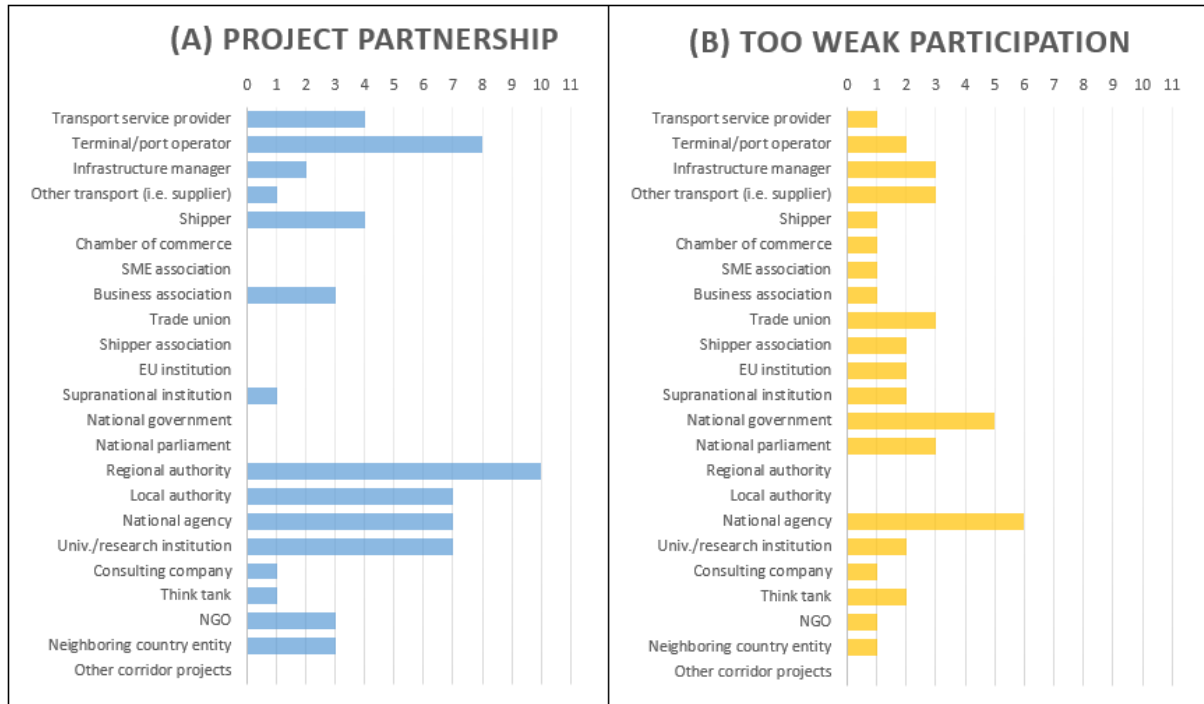 (A) PROJECT PARTNERSHIP
0 1 2 3 4 5 6 7 8 9 10 11
Transport service provider
Terminal/port operator
Infrastructure manager
Other transport (i.e. supplier)
Shipper
Chamber of commerce
SME association
Business association
Trade union
Shipper association
EU institution
Supranational institution
National government
National parliament
Regional authority
Local authority
National agency
Univ./research institution
Consulting company
Think tank
NGO
Neighboring country entity
Other corridor projects
(B) TOO WEAK PARTICIPATION
0 1 2 3 4 5 6 7 8 9 10 11
Transport service provider
Terminal/port operator
Infrastructure manager
Other transport (i.e. supplier)
Shipper
Chamber of commerce
SME association
Business association
Trade union
Shipper association
EU institution
Supranational institution
National government
National parliament
Regional authority
Local authority
National agency
Univ./research institution
Consulting company
Think tank
NGO
Neighboring country entity
Other corridor projects